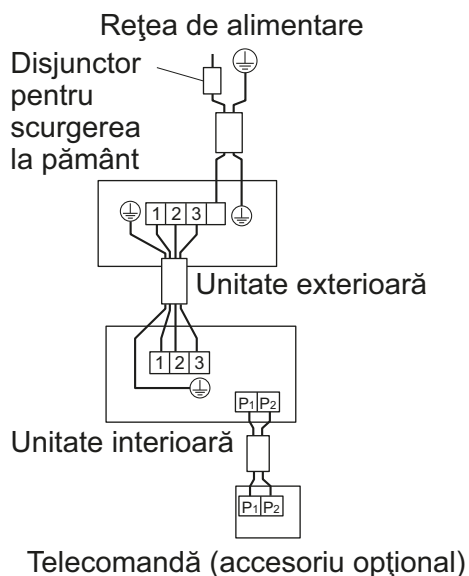 Reţea de alimentare
Disjunctor
pentru
scurgerea
la pământ
1 2 3
Unitate exterioară
1 2 3
P1 P2
Unitate interioară
P1 P2
Telecomandă (accesoriu opţional)